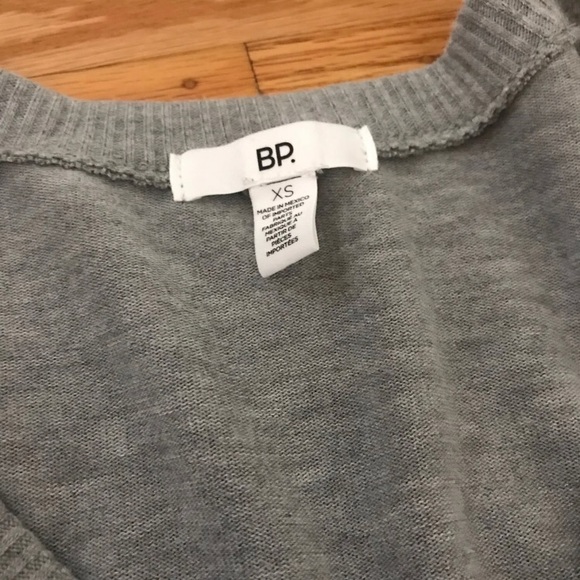 BP.
XS
MADE IN MEXICO
OF IMPORTED
PARTS
FABRIQUÉ AU
MEXIQUE À
PARTIR DE
PIÈCES
IMPORTÉES